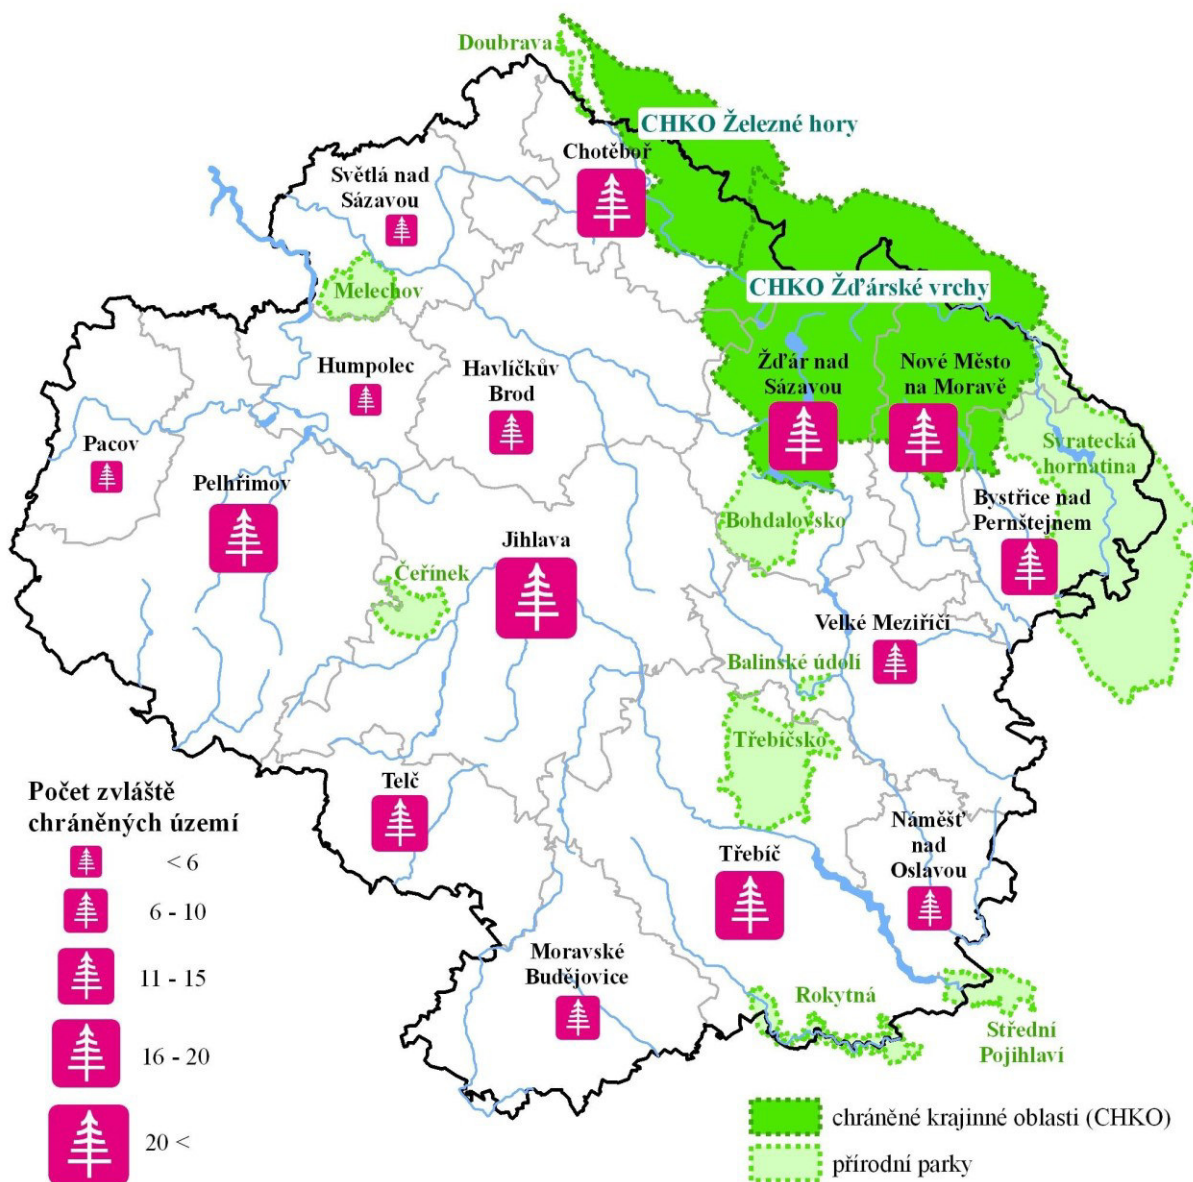 Doubrava
CHKO Železné hory
Chotěboř
Světlá nad
Sázavou
CHKO Žďárské vrchy
Melechov
Humpolec
Havlíčkův
Brod
Žďár nad
Sázavou
Nové Město
na Moravě
Pacov
Svratecká
hornatina
Pelhřimov
Bystřice nad
Pernštejnem
Bohdalovsko
Jihlava
Čeřínek
Velké Meziříčí
Balinské údolí
Třebíčsko
Telč
Počet zvláště
chráněných území
< 6
6 - 10
11 - 15
16 - 20
20 <
Náměšť
nad
Oslavou
Třebíč
Moravské
Budějovice
Rokytná
Střední
Pojihlaví
chráněné krajinné oblasti (CHKO)
přírodní parky